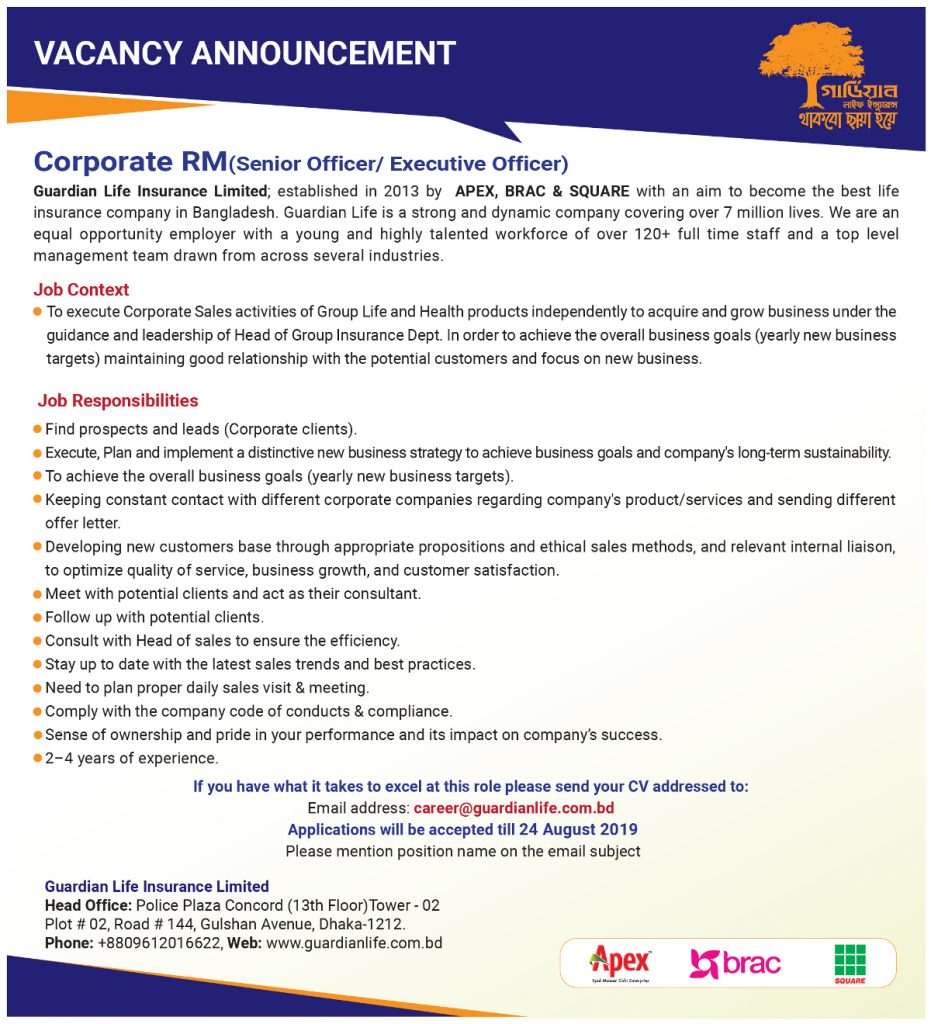 VACANCY ANNOUNCEMENT
গার্ডিয়ান
লাইফ ইন্স্যুরেন্স
থাকবো ছায়া হয়ে
Corporate RM(Senior Officer/ Executive Officer)
Guardian Life Insurance Limited; established in 2013 by APEX, BRAC & SQUARE with an aim to become the best life
insurance company in Bangladesh. Guardian Life is a strong and dynamic company covering over 7 million lives. We are an
equal opportunity employer with a young and highly talented workforce of over 120+ full time staff and a top level
management team drawn from across several industries.
Job Context
To execute Corporate Sales activities of Group Life and Health products independently to acquire and grow business under the
guidance and leadership of Head of Group Insurance Dept. In order to achieve the overall business goals (yearly new business
targets) maintaining good relationship with the potential customers and focus on new business.
Job Responsibilities
Find prospects and leads (Corporate clients).
Execute, Plan and implement a distinctive new business strategy to achieve business goals and company's long-term sustainability.
To achieve the overall business goals (yearly new business targets).
Keeping constant contact with different corporate companies regarding company's product/services and sending different
offer letter.
Developing new customers base through appropriate propositions and ethical sales methods, and relevant internal liaison,
to optimize quality of service, business growth, and customer satisfaction.
Meet with potential clients and act as their consultant.
Follow up with potential clients.
Consult with Head of sales to ensure the efficiency.
Stay up to date with the latest sales trends and best practices.
Need to plan proper daily sales visit & meeting.
Comply with the company code of conducts & compliance.
Sense of ownership and pride in your performance and its impact on company’s success.
2–4 years of experience.
If you have what it takes to excel at this role please send your CV addressed to:
Email address: career@guardianlife.com.bd
Applications will be accepted till 24 August 2019
Please mention position name on the email subject
Guardian Life Insurance Limited
Head Office: Police Plaza Concord (13th Floor)Tower - 02
Plot # 02, Road # 144, Gulshan Avenue, Dhaka-1212.
Phone: +8809612016622, Web: www.guardianlife.com.bd
Apex
brac
SQUARE